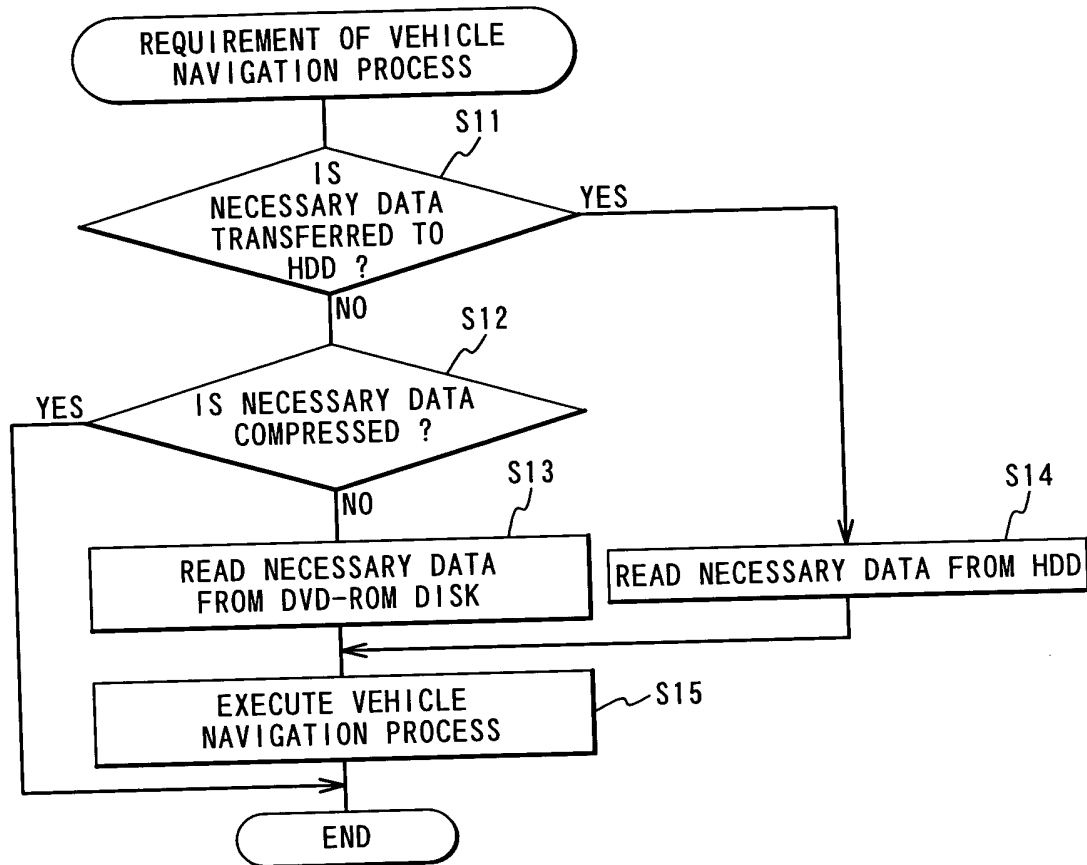 REQUIREMENT OF VEHICLE
NAVIGATION PROCESS
S11
IS
NECESSARY DATA
TRANSFERRED TO
HDD ?
YES
NO
S12
YES
IS NECESSARY DATA
COMPRESSED ?
NO
S13
READ NECESSARY DATA
FROM DVD-ROM DISK
S14
READ NECESSARY DATA FROM HDD
EXECUTE VEHICLE
NAVIGATION PROCESS
S15
END